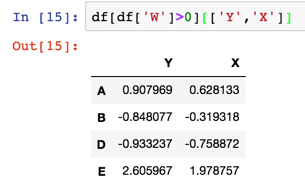 In [15]: df[df['W']>0][['Y','X']]
Out[15]:
Y X
A 0.907969 0.628133
B -0.848077 -0.319318
D -0.933237 -0.758872
E 2.605967 1.978757